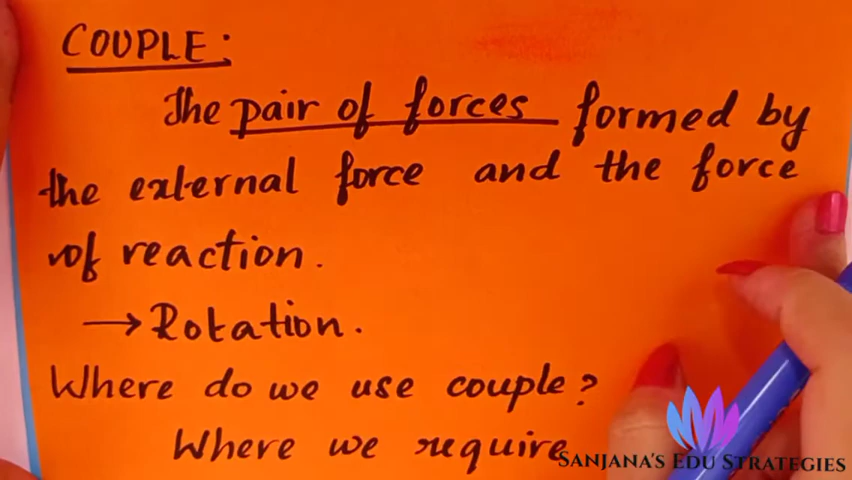 COUPLE:
The pair of forces formed by
the external force and the force
of reaction.
→ Rotation.
Where do we use couple?
Where we require
SANJANA'S EDU STRATEGIES